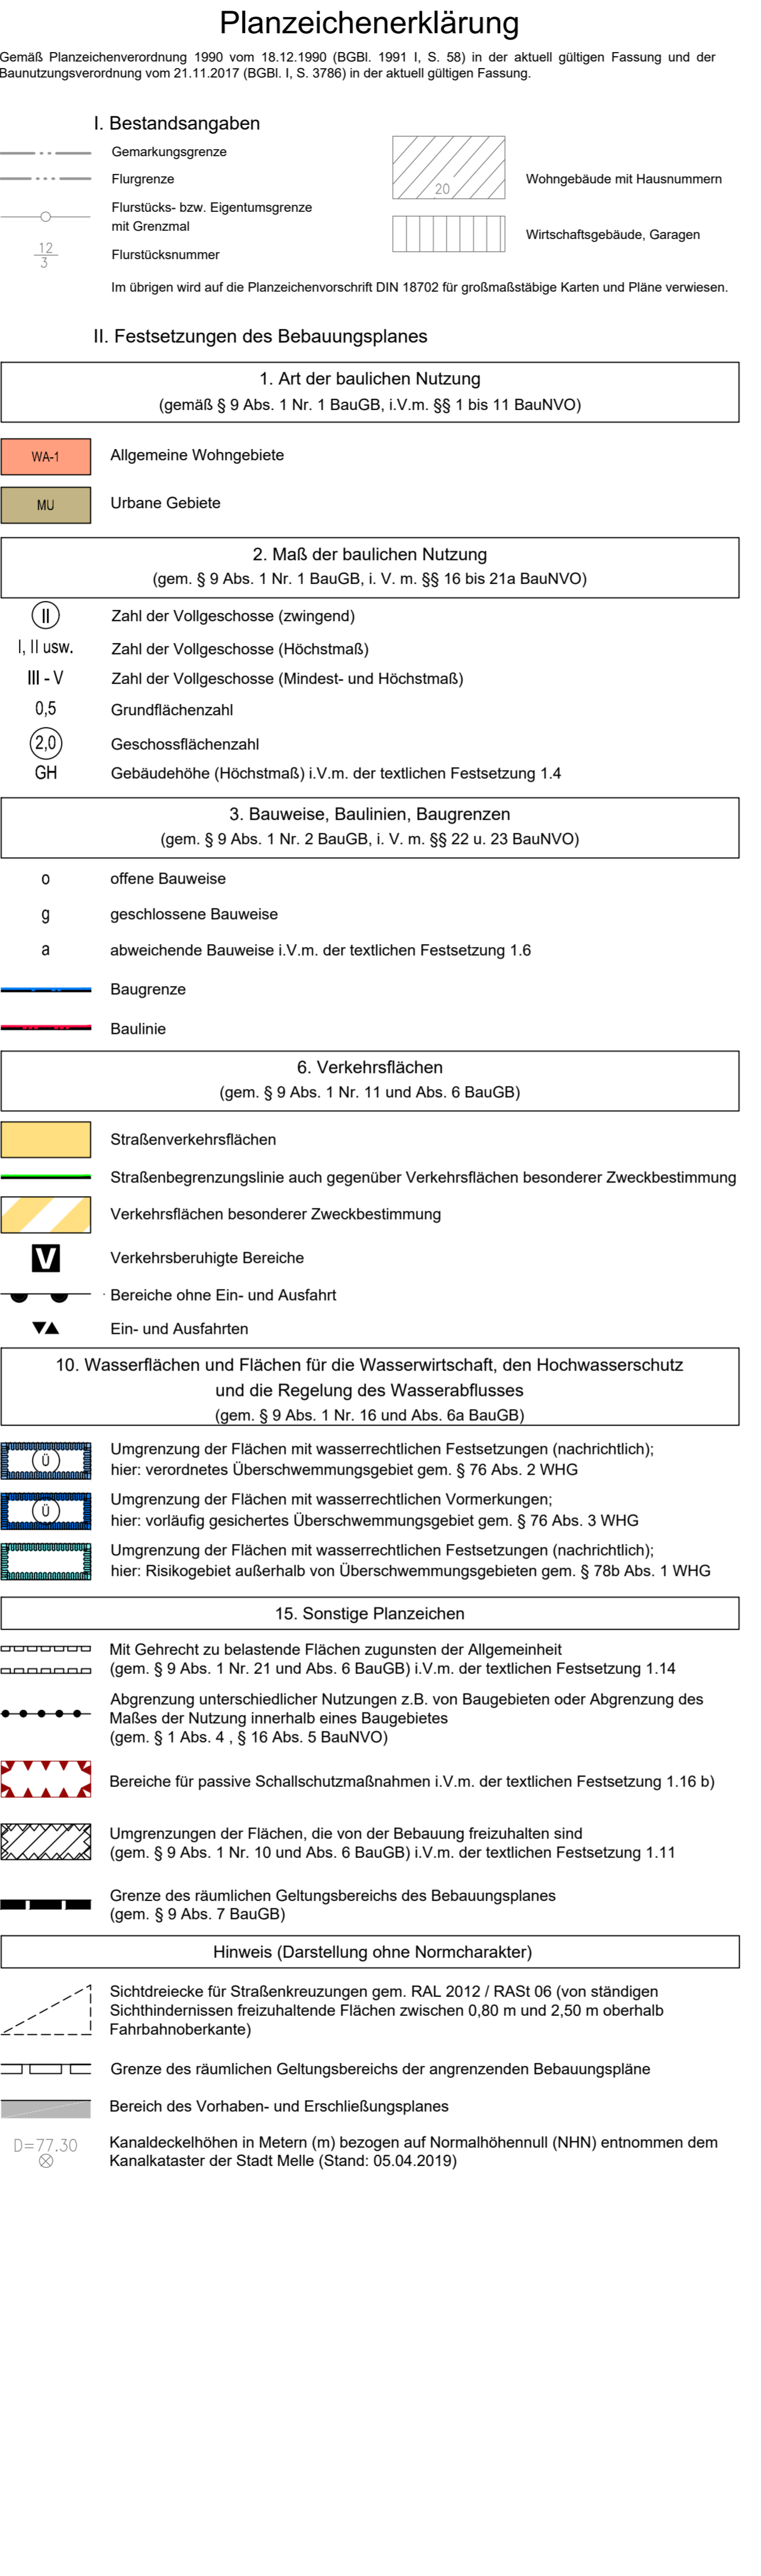 Planzeichenerklärung
Gemäß Planzeichenverordnung 1990 vom 18.12.1990 (BGBl. 1991 I, S. 58) in der aktuell gültigen Fassung und der
Baunutzungsverordnung vom 21.11.2017 (BGBl. I, S. 3786) in der aktuell gültigen Fassung.
I. Bestandsangaben
Gemarkungsgrenze
Flurgrenze
Flurstücks- bzw. Eigentumsgrenze
mit Grenzmal
12
3
Flurstücksnummer
20
Wohngebäude mit Hausnummern
Wirtschaftsgebäude, Garagen
Im übrigen wird auf die Planzeichenvorschrift DIN 18702 für großmaßstäbige Karten und Pläne verwiesen.
II. Festsetzungen des Bebauungsplanes
1. Art der baulichen Nutzung
(gemäß § 9 Abs. 1 Nr. 1 BauGB, i.V.m. §§ 1 bis 11 BauNVO)
WA-1 Allgemeine Wohngebiete
MU Urbane Gebiete
2. Maß der baulichen Nutzung
(gem. § 9 Abs. 1 Nr. 1 BauGB, i. V. m. §§ 16 bis 21a BauNVO)
II Zahl der Vollgeschosse (zwingend)
I, II usw. Zahl der Vollgeschosse (Höchstmaß)
III - V Zahl der Vollgeschosse (Mindest- und Höchstmaß)
0,5 Grundflächenzahl
2,0 Geschossflächenzahl
GH Gebäudehöhe (Höchstmaß) i.V.m. der textlichen Festsetzung 1.4
3. Bauweise, Baulinien, Baugrenzen
(gem. § 9 Abs. 1 Nr. 2 BauGB, i. V. m. §§ 22 u. 23 BauNVO)
o offene Bauweise
g geschlossene Bauweise
a abweichende Bauweise i.V.m. der textlichen Festsetzung 1.6
Baugrenze
Baulinie
6. Verkehrsflächen
(gem. § 9 Abs. 1 Nr. 11 und Abs. 6 BauGB)
Straßenverkehrsflächen
Straßenbegrenzungslinie auch gegenüber Verkehrsflächen besonderer Zweckbestimmung
Verkehrsflächen besonderer Zweckbestimmung
V Verkehrsberuhigte Bereiche
Bereiche ohne Ein- und Ausfahrt
Ein- und Ausfahrten
10. Wasserflächen und Flächen für die Wasserwirtschaft, den Hochwasserschutz
und die Regelung des Wasserabflusses
(gem. § 9 Abs. 1 Nr. 16 und Abs. 6a BauGB)
Ü Umgrenzung der Flächen mit wasserrechtlichen Festsetzungen (nachrichtlich);
hier: verordnetes Überschwemmungsgebiet gem. § 76 Abs. 2 WHG
Ü Umgrenzung der Flächen mit wasserrechtlichen Vormerkungen;
hier: vorläufig gesichertes Überschwemmungsgebiet gem. § 76 Abs. 3 WHG
Umgrenzung der Flächen mit wasserrechtlichen Festsetzungen (nachrichtlich);
hier: Risikogebiet außerhalb von Überschwemmungsgebieten gem. § 78b Abs. 1 WHG
15. Sonstige Planzeichen
Mit Gehrecht zu belastende Flächen zugunsten der Allgemeinheit
(gem. § 9 Abs. 1 Nr. 21 und Abs. 6 BauGB) i.V.m. der textlichen Festsetzung 1.14
Abgrenzung unterschiedlicher Nutzungen z.B. von Baugebieten oder Abgrenzung des
Maßes der Nutzung innerhalb eines Baugebietes
(gem. § 1 Abs. 4 , § 16 Abs. 5 BauNVO)
Bereiche für passive Schallschutzmaßnahmen i.V.m. der textlichen Festsetzung 1.16 b)
Umgrenzungen der Flächen, die von der Bebauung freizuhalten sind
(gem. § 9 Abs. 1 Nr. 10 und Abs. 6 BauGB) i.V.m. der textlichen Festsetzung 1.11
Grenze des räumlichen Geltungsbereichs des Bebauungsplanes
(gem. § 9 Abs. 7 BauGB)
Hinweis (Darstellung ohne Normcharakter)
Sichtdreiecke für Straßenkreuzungen gem. RAL 2012 / RASt 06 (von ständigen
Sichthindernissen freizuhaltende Flächen zwischen 0,80 m und 2,50 m oberhalb
Fahrbahnoberkante)
Grenze des räumlichen Geltungsbereichs der angrenzenden Bebauungspläne
Bereich des Vorhaben- und Erschließungsplanes
D=77.30 Kanaldeckelhöhen in Metern (m) bezogen auf Normalhöhennull (NHN) entnommen dem
Kanalkataster der Stadt Melle (Stand: 05.04.2019)